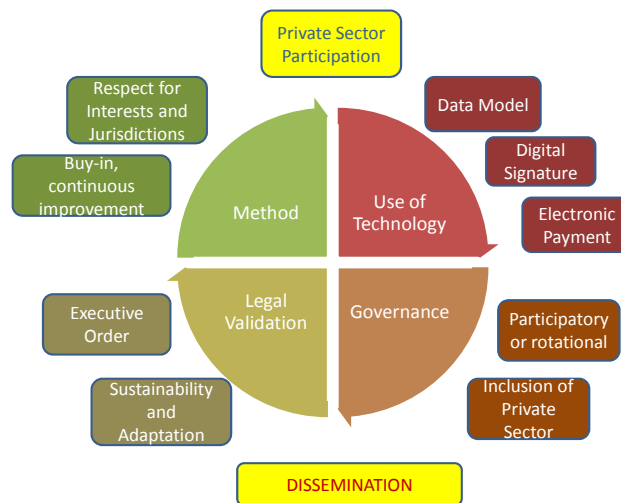 Private Sector
Participation
Respect for
Interests and
Jurisdictions
Data Model
Buy-in,
continuous
improvement
Digital
Signature
Method
Use of
Technology
Electronic
Payment
Executive
Order
Legal
Validation
Governance
Participatory
or rotational
Sustainability
and
Adaptation
Inclusion of
Private
Sector
DISSEMINATION